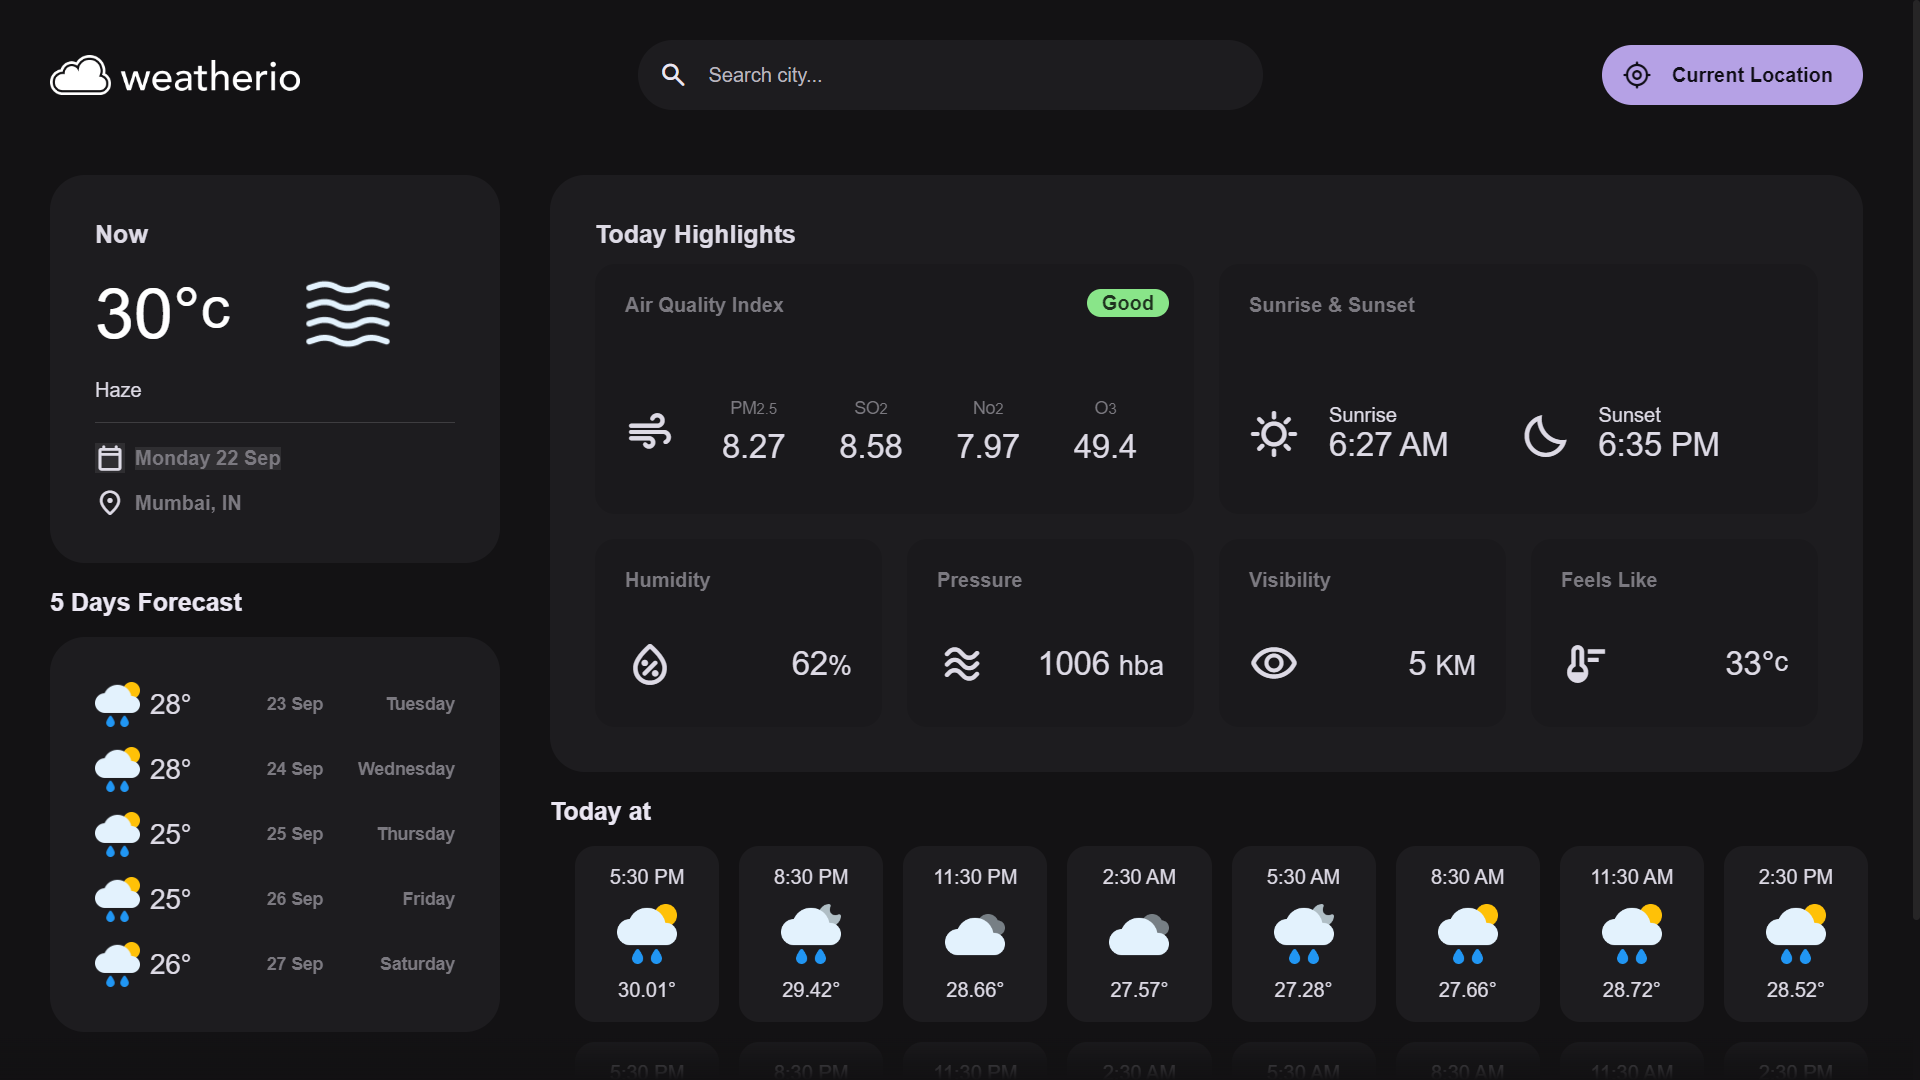 weatherio
Search city...
Current Location
Now
30°c
Haze
Monday 22 Sep
Mumbai, IN
5 Days Forecast
28° 23 Sep Tuesday
28° 24 Sep Wednesday
25° 25 Sep Thursday
25° 26 Sep Friday
26° 27 Sep Saturday
Today Highlights
Air Quality Index Good
PM2.5 SO2 No2 O3
8.27 8.58 7.97 49.4
Sunrise & Sunset
Sunrise
6:27 AM
Sunset
6:35 PM
Humidity
62%
Pressure
1006 hba
Visibility
5 KM
Feels Like
33°c
Today at
5:30 PM 8:30 PM 11:30 PM 2:30 AM 5:30 AM 8:30 AM 11:30 AM 2:30 PM
30.01° 29.42° 28.66° 27.57° 27.28° 27.66° 28.72° 28.52°
5:30 PM 8:30 PM 11:30 PM 2:30 AM 5:30 AM 8:30 AM 11:30 AM 2:30 PM